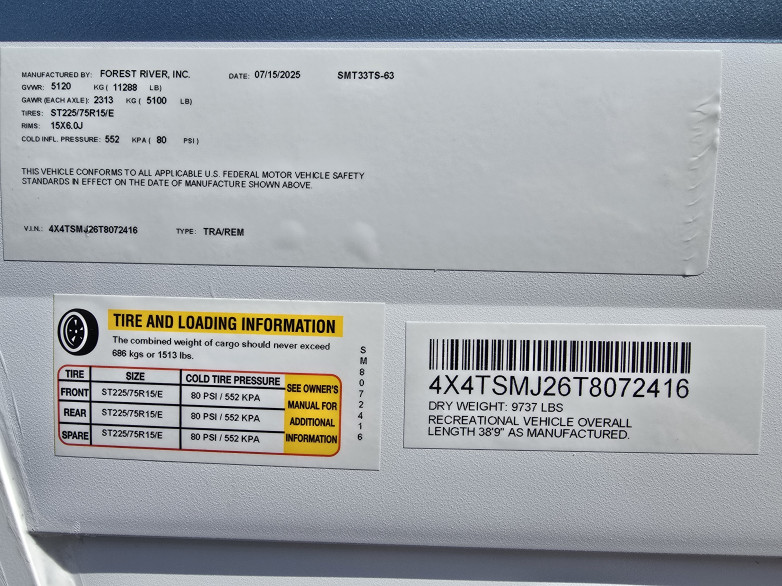 MANUFACTURED BY: FOREST RIVER, INC. DATE: 07/15/2025 SMT33TS-63
GVWR: 5120 KG ( 11288 LB)
GAWR (EACH AXLE): 2313 KG ( 5100 LB)
TIRES: ST225/75R15/E
RIMS: 15X6.0J
COLD INFL. PRESSURE: 552 KPA ( 80 PSI )
THIS VEHICLE CONFORMS TO ALL APPLICABLE U.S. FEDERAL MOTOR VEHICLE SAFETY
STANDARDS IN EFFECT ON THE DATE OF MANUFACTURE SHOWN ABOVE.
V.I.N.: 4X4TSMJ26T8072416 TYPE: TRA/REM
TIRE AND LOADING INFORMATION
The combined weight of cargo should never exceed
686 kgs or 1513 lbs.
TIRE SIZE COLD TIRE PRESSURE
FRONT ST225/75R15/E 80 PSI / 552 KPA
REAR ST225/75R15/E 80 PSI / 552 KPA
SPARE ST225/75R15/E 80 PSI / 552 KPA
SEE OWNER'S
MANUAL FOR
ADDITIONAL
INFORMATION
SM8072416
4X4TSMJ26T8072416
DRY WEIGHT: 9737 LBS
RECREATIONAL VEHICLE OVERALL
LENGTH 38'9" AS MANUFACTURED.